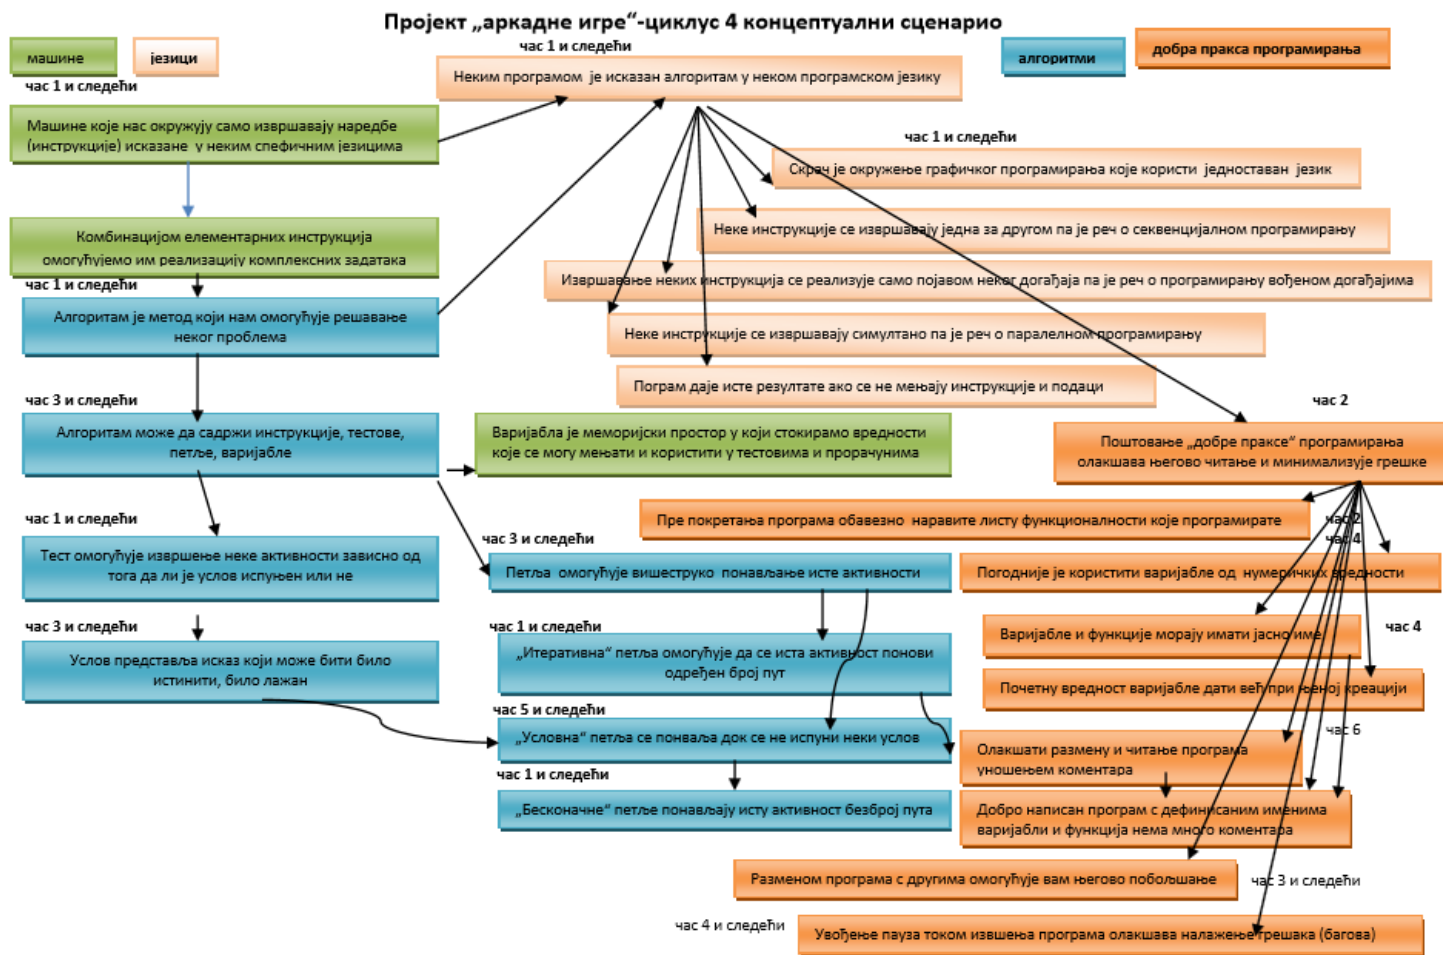 Пројект „аркадне игре“-циклус 4 концептуални сценарио
машине
језици
час 1 и следећи
алгоритми
добра пракса програмирања
час 1 и следећи
Неким програмом је исказан алгоритам у неком програмском језику
Машине које нас окружују само извршавају наредбе
(инструкције) исказане у неким спефичним језицима
час 1 и следећи
Скрач је окружење графичког програмирања које користи једноставан језик
Неке инструкције се извршавају једна за другом па је реч о секвенцијалном програмирању
Комбинацијом елементарних инструкција
омогућујемо им реализацију комплексних задатака
Извршавање неких инструкција се реализује само појавом неког догађаја па је реч о програмирању вођеном догађајима
час 1 и следећи
Алгоритам је метод који нам омогућује решавање
неког проблема
Неке инструкције се извршавају симултано па је реч о паралелном програмирању
Пограм даје исте резултате ако се не мењају инструкције и подаци
час 3 и следећи
час 2
Алгоритам може да садржи инструкције, тестове,
петље, варијабле
Варијабла је меморијски простор у који стокирамо вредности
које се могу мењати и користити у тестовима и прорачунима
Поштовање „добре праксе“ програмирања
олакшава његово читање и минимализује грешке
час 1 и следећи
Пре покретања програма обавезно наравите листу функционалности које програмирате
час 2
час 4
час 3 и следећи
Тест омогућује извршење неке активности зависно од
тога да ли је услов испуњен или не
Петља омогућује вишеструко понављање исте активности
Погодније је користити варијабле од нумеричких вредности
час 3 и следећи
час 1 и следећи
Варијабле и функције морају имати јасно име
час 4
Услов представља исказ који може бити било
истинити, било лажан
„Итеративна“ петља омогућује да се иста активност понови
одређен број пут
Почетну вредност варијабле дати већ при њеној креацији
час 5 и следећи
час 6
„Условна“ петља се понваља док се не испуни неки услов
Олакшати размену и читање програма
уношењем коментара
час 1 и следећи
„Бесконачне“ петље понављају исту активност безброј пута
Добро написан програм с дефинисаним именима
варијабли и функција нема много коментара
Разменом програма с другима омогућује вам његово побољшање
час 3 и следећи
час 4 и следећи
Увођење пауза током извшења програма олакшава налажење грешака (багова)